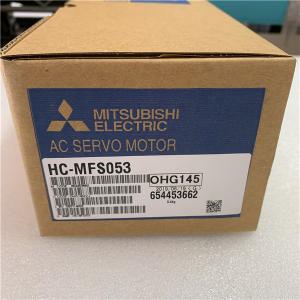 MITSUBISHI
ELECTRIC
AC SERVO MOTOR
HC-MFS053
OHG145
654453662